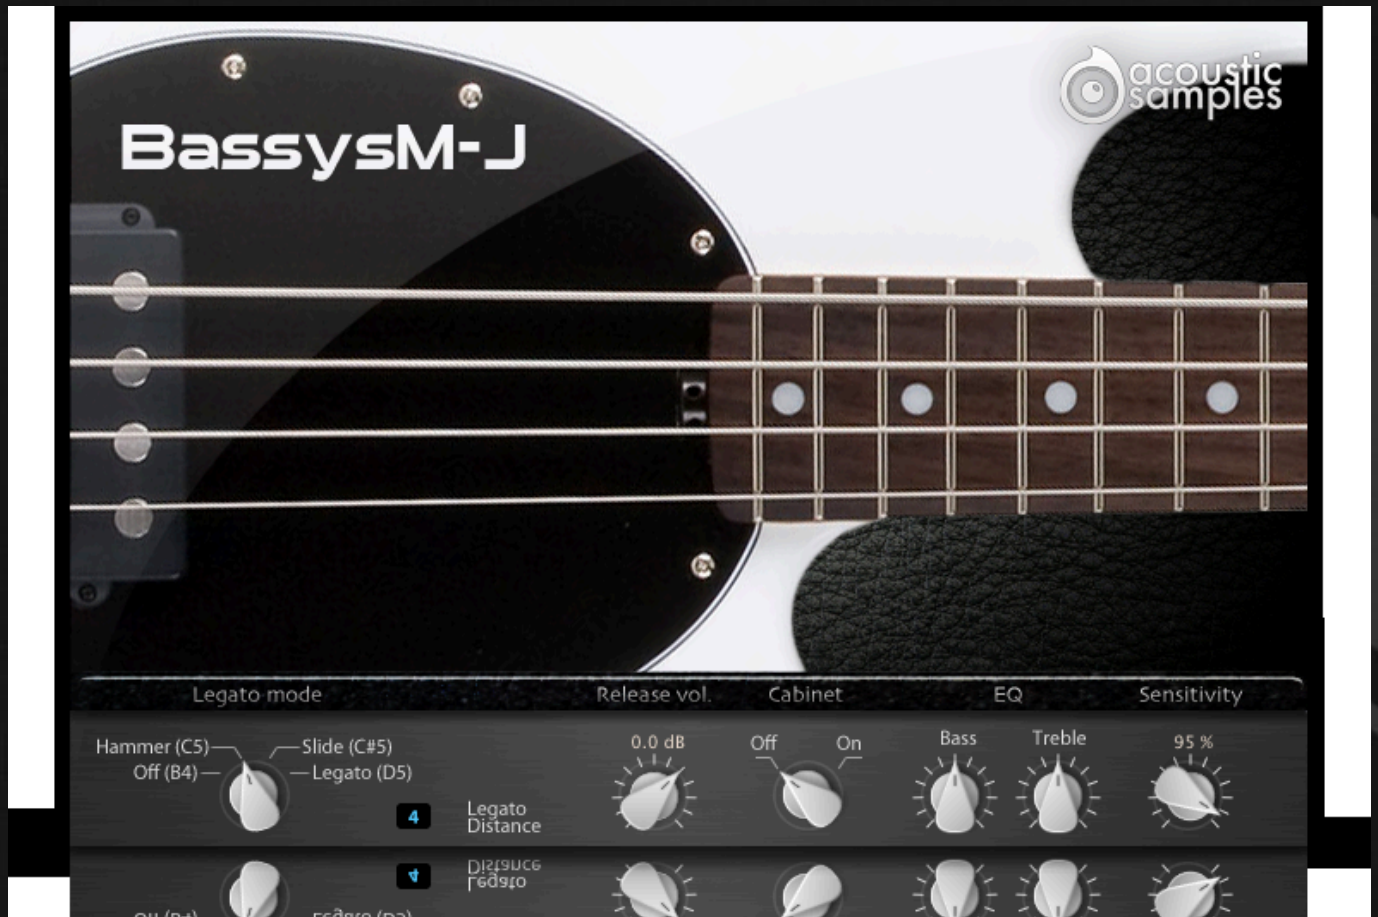 acoustic
samples
BassysM-J
Legato mode
Release vol.
Cabinet
EQ
Sensitivity
Hammer (C5)
Slide (C#5)
Off (B4)
Legato (D5)
4
Legato
Distance
0.0 dB
Off
On
Bass
Treble
95 %